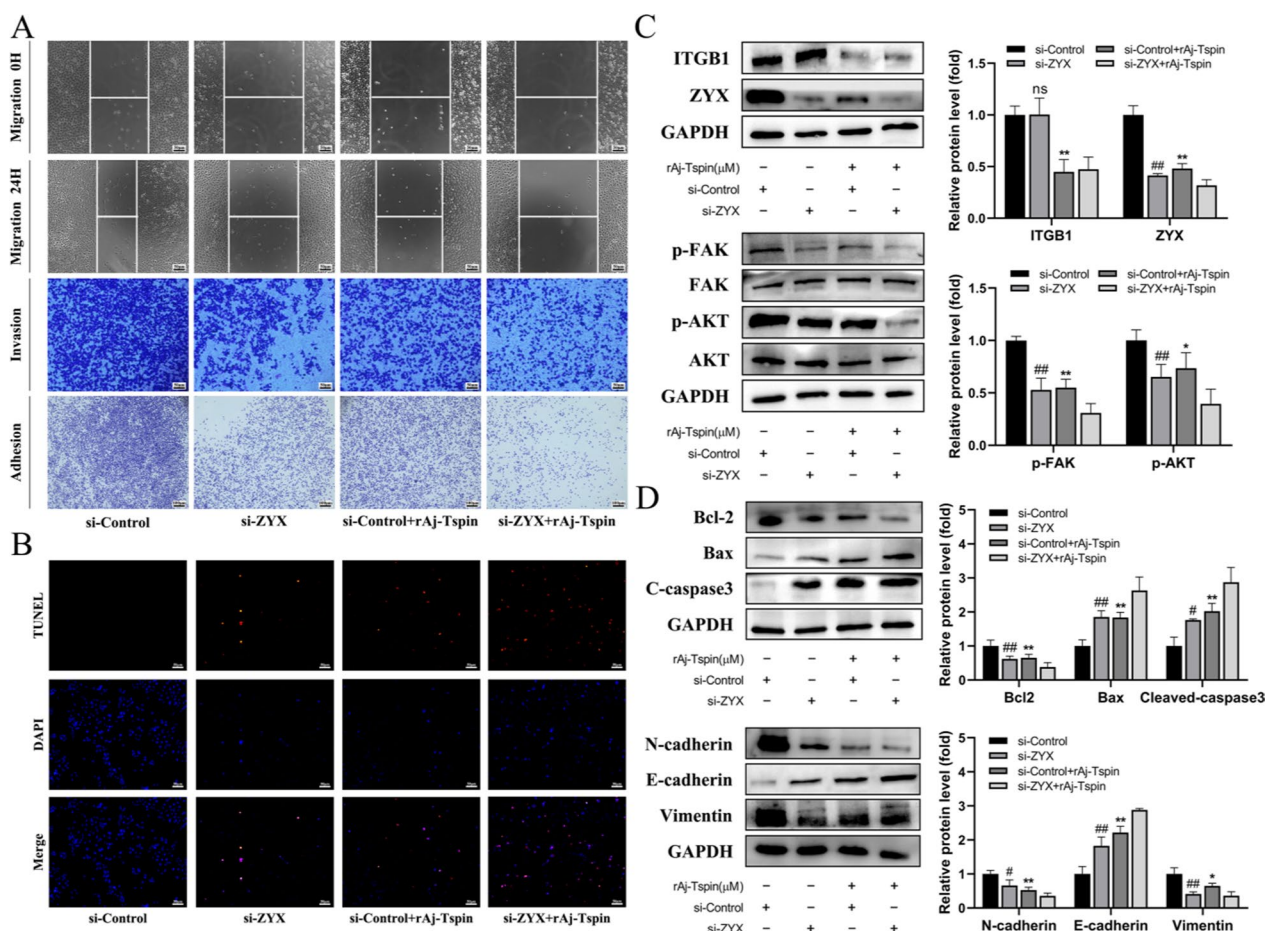 A
Migration 0H
Migration 24H
Invasion
Adhesion
si-Control
si-ZYX
si-Control+rAj-Tspin
si-ZYX+rAj-Tspin
B
TUNEL
DAPI
Merge
si-Control
si-ZYX
si-Control+rAj-Tspin
si-ZYX+rAj-Tspin
C
ITGB1
ZYX
GAPDH
rAj-Tspin(μM) – – + +
si-Control + – + –
si-ZYX – + – +
Relative protein level (fold)
si-Control
si-ZYX
si-Control+rAj-Tspin
si-ZYX+rAj-Tspin
1.5
1.0
0.5
0.0
ns
**
##
**
ITGB1
ZYX
p-FAK
FAK
p-AKT
AKT
GAPDH
rAj-Tspin(μM) – – + +
si-Control + – + –
si-ZYX – + – +
Relative protein level (fold)
si-Control
si-ZYX
si-Control+rAj-Tspin
si-ZYX+rAj-Tspin
1.5
1.0
0.5
0.0
##
**
##
*
p-FAK
p-AKT
D
Bcl-2
Bax
C-caspase3
GAPDH
rAj-Tspin(μM) – – + +
si-Control + – + –
si-ZYX – + – +
Relative protein level (fold)
si-Control
si-ZYX
si-Control+rAj-Tspin
si-ZYX+rAj-Tspin
5
4
3
2
1
0
##
**
##
**
#
**
Bcl2
Bax
Cleaved-caspase3
N-cadherin
E-cadherin
Vimentin
GAPDH
rAj-Tspin(μM) – – + +
si-Control + – + –
si-ZYX – + – +
Relative protein level (fold)
si-Control
si-ZYX
si-Control+rAj-Tspin
si-ZYX+rAj-Tspin
5
4
3
2
1
0
#
**
##
**
##
*
N-cadherin
E-cadherin
Vimentin